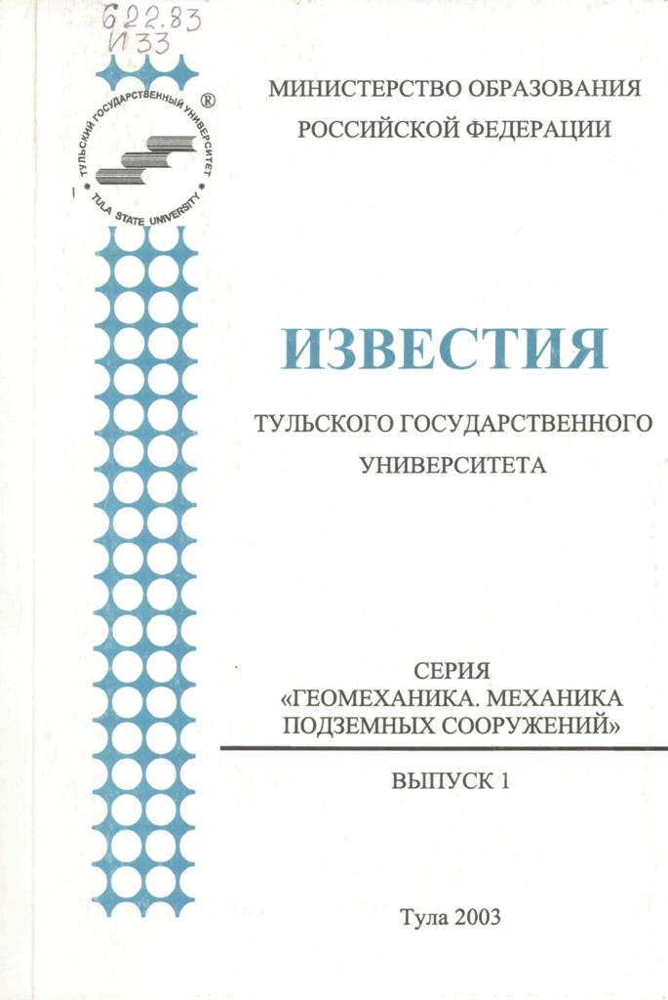 622.83
И 33
МИНИСТЕРСТВО ОБРАЗОВАНИЯ
РОССИЙСКОЙ ФЕДЕРАЦИИ
ТУЛЬСКИЙ ГОСУДАРСТВЕННЫЙ УНИВЕРСИТЕТ
®
* TULA STATE UNIVERSITY *
ИЗВЕСТИЯ
ТУЛЬСКОГО ГОСУДАРСТВЕННОГО
УНИВЕРСИТЕТА
СЕРИЯ
«ГЕОМЕХАНИКА. МЕХАНИКА
ПОДЗЕМНЫХ СООРУЖЕНИЙ»
ВЫПУСК 1
Тула 2003